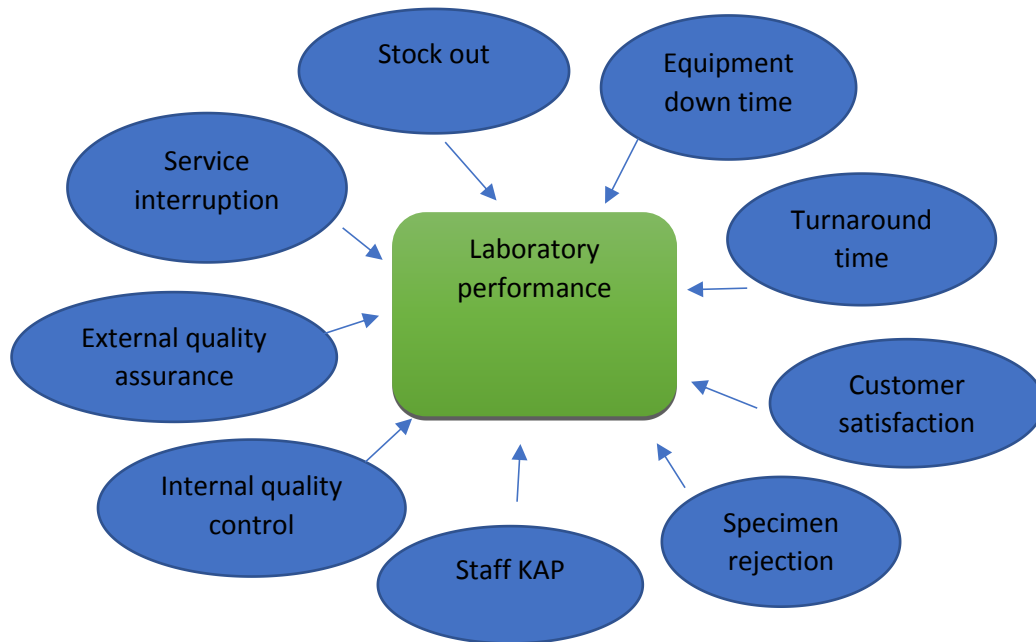 Stock out
Equipment
down time
Service
interruption
Turnaround
time
Laboratory
performance
External quality
assurance
Customer
satisfaction
Internal quality
control
Staff KAP
Specimen
rejection